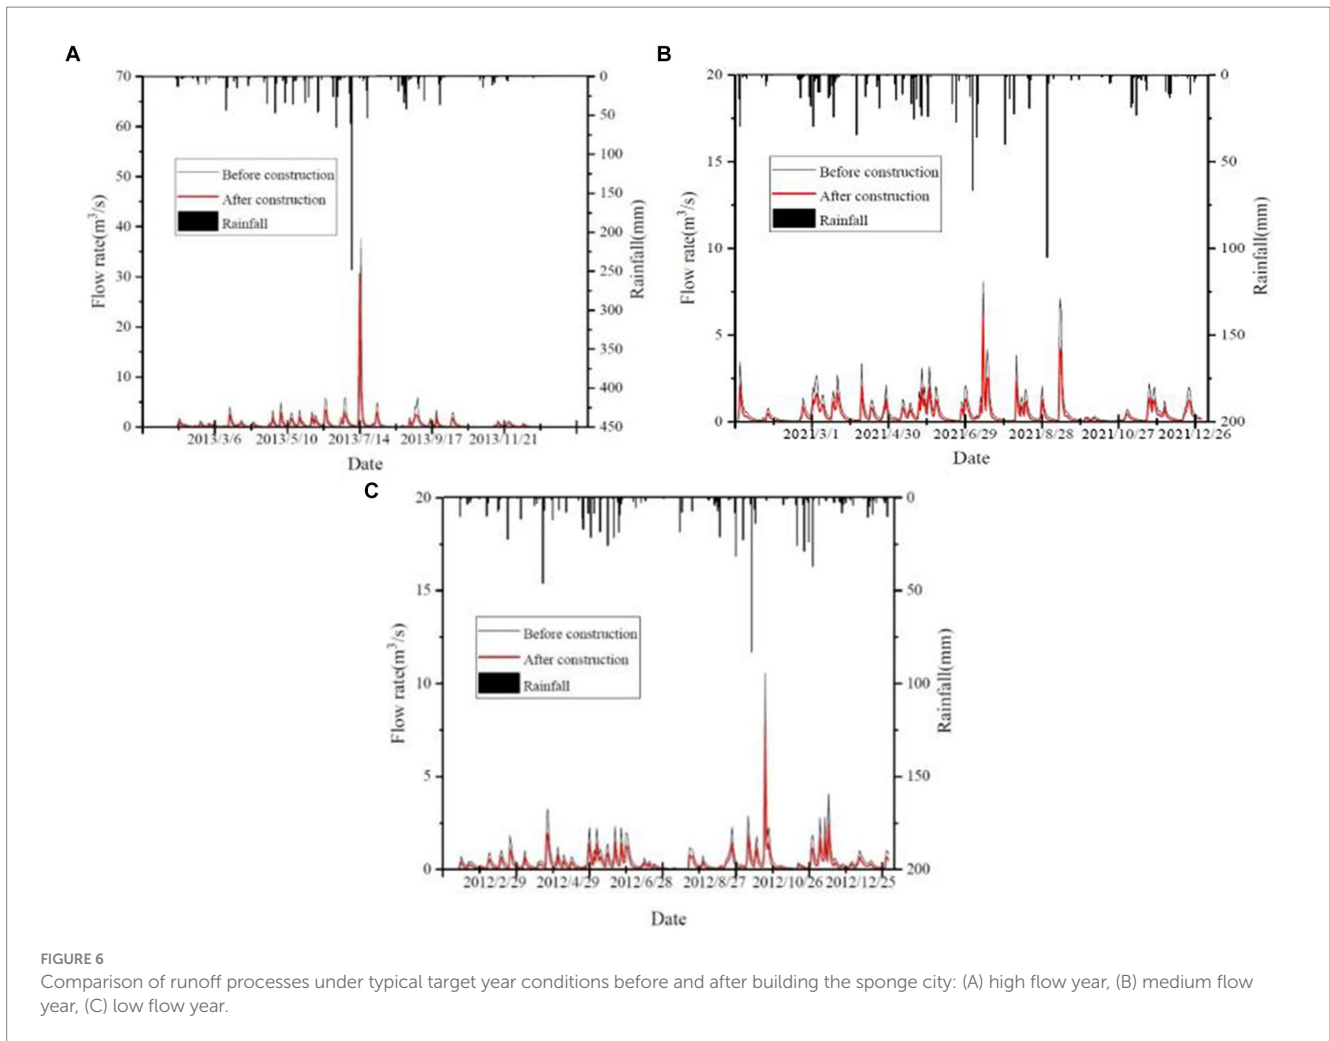 A
70
60
50
40
30
20
10
0
Flow rate(m³/s)
0
50
100
150
200
250
300
350
400
450
Rainfall(mm)
Before construction
After construction
Rainfall
2013/3/6 2013/5/10 2013/7/14 2013/9/17 2013/11/21
Date
B
20
15
10
5
0
Flow rate(m³/s)
0
50
100
150
200
Rainfall(mm)
Before construction
After construction
Rainfall
2021/3/1 2021/4/30 2021/6/29 2021/8/28 2021/10/27 2021/12/26
Date
C
20
15
10
5
0
Flow rate(m³/s)
0
50
100
150
200
Rainfall(mm)
Before construction
After construction
Rainfall
2012/2/29 2012/4/29 2012/6/28 2012/8/27 2012/10/26 2012/12/25
Date
FIGURE 6
Comparison of runoff processes under typical target year conditions before and after building the sponge city: (A) high flow year, (B) medium flow
year, (C) low flow year.